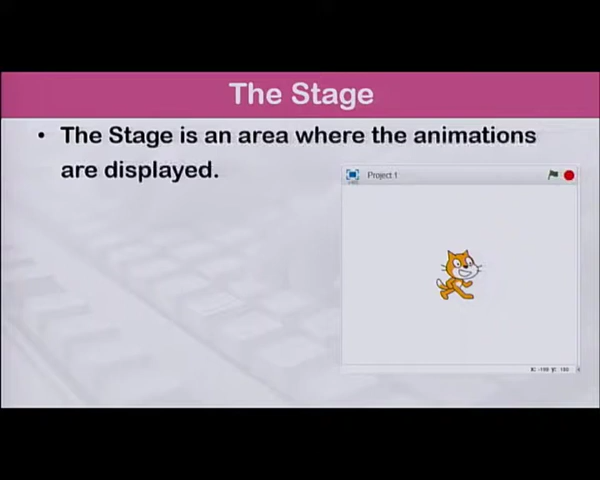 The Stage
• The Stage is an area where the animations
are displayed.
Project 1